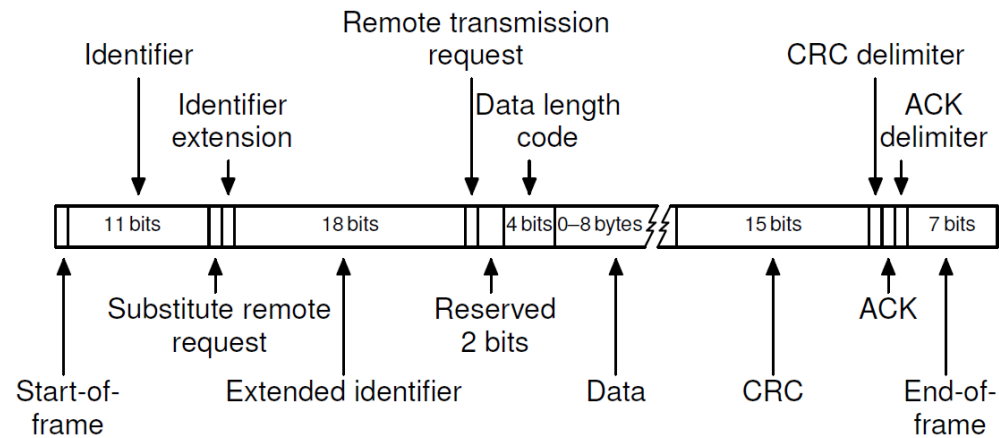 Identifier
Remote transmission
request
CRC delimiter
Identifier
extension
Data length
code
ACK
delimiter
11 bits
18 bits
4 bits
0–8 bytes
15 bits
7 bits
Substitute remote
request
Reserved
2 bits
ACK
Start-of-
frame
Extended identifier
Data
CRC
End-of-
frame